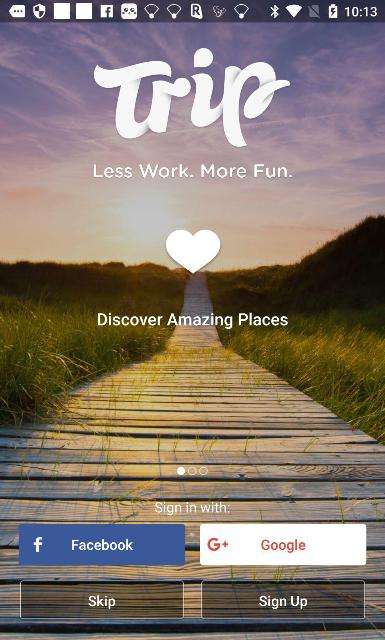 10:13
Trip
Less Work. More Fun.
Discover Amazing Places
Sign in with:
f Facebook
G+ Google
Skip
Sign Up